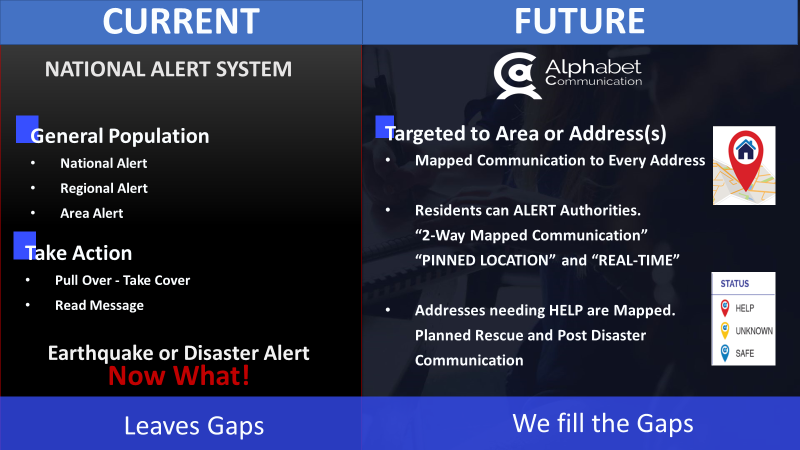 CURRENT
NATIONAL ALERT SYSTEM
General Population
• National Alert
• Regional Alert
• Area Alert
Take Action
• Pull Over - Take Cover
• Read Message
Earthquake or Disaster Alert
Now What!
Leaves Gaps
FUTURE
Alphabet
Communication
Targeted to Area or Address(s)
• Mapped Communication to Every Address
• Residents can ALERT Authorities.
“2-Way Mapped Communication”
“PINNED LOCATION” and “REAL-TIME”
• Addresses needing HELP are Mapped.
Planned Rescue and Post Disaster
Communication
STATUS
HELP
UNKNOWN
SAFE
We fill the Gaps